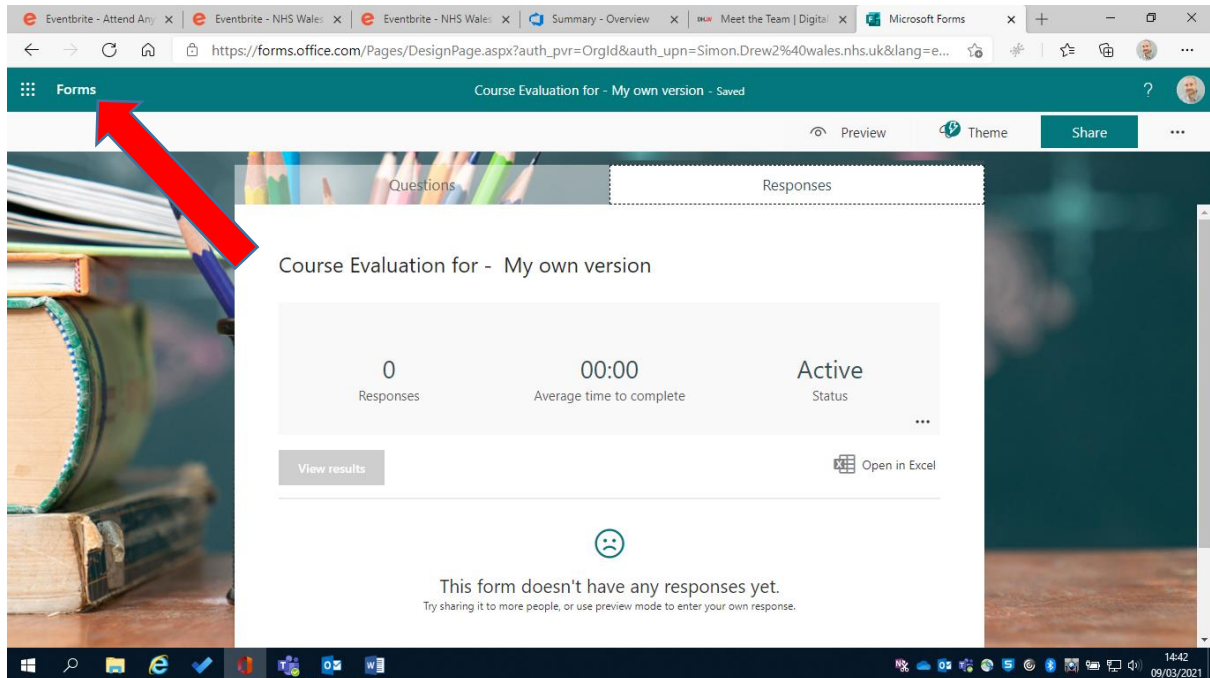 Eventbrite - Attend Any
Eventbrite - NHS Wales
Eventbrite - NHS Wales
Summary - Overview
Meet the Team | Digital
Microsoft Forms
https://forms.office.com/Pages/DesignPage.aspx?auth_pvr=OrgId&auth_upn=Simon.Drew2%40wales.nhs.uk&lang=e...
Forms
Course Evaluation for - My own version - Saved
?
Preview
Theme
Share
Questions
Responses
Course Evaluation for - My own version
0
00:00
Active
Responses
Average time to complete
Status
View results
Open in Excel
This form doesn't have any responses yet.
Try sharing it to more people, or use preview mode to enter your own response.
14:42
09/03/2021